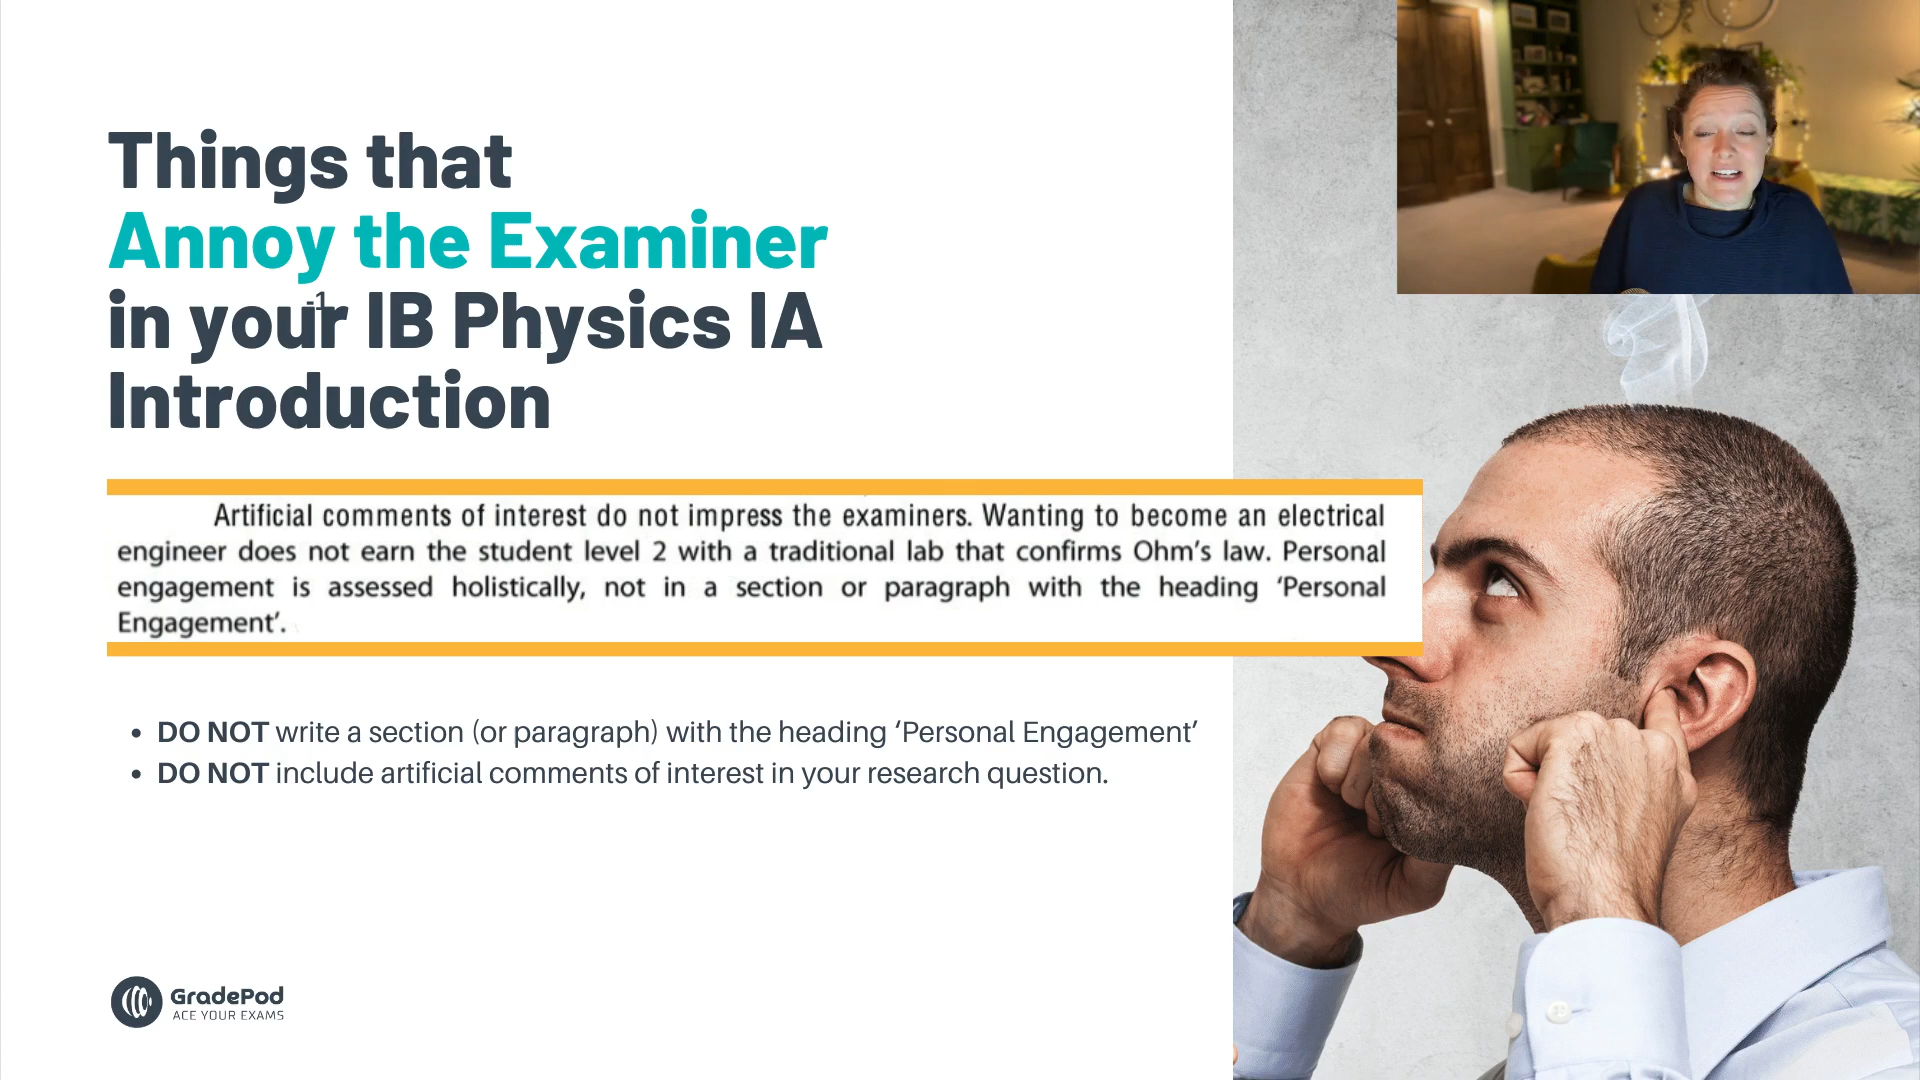 Things that
Annoy the Examiner
in your IB Physics IA
Introduction
-1
Artificial comments of interest do not impress the examiners. Wanting to become an electrical
engineer does not earn the student level 2 with a traditional lab that confirms Ohm's law. Personal
engagement is assessed holistically, not in a section or paragraph with the heading ‘Personal
Engagement’.
• DO NOT write a section (or paragraph) with the heading ‘Personal Engagement’
• DO NOT include artificial comments of interest in your research question.
GradePod
ACE YOUR EXAMS